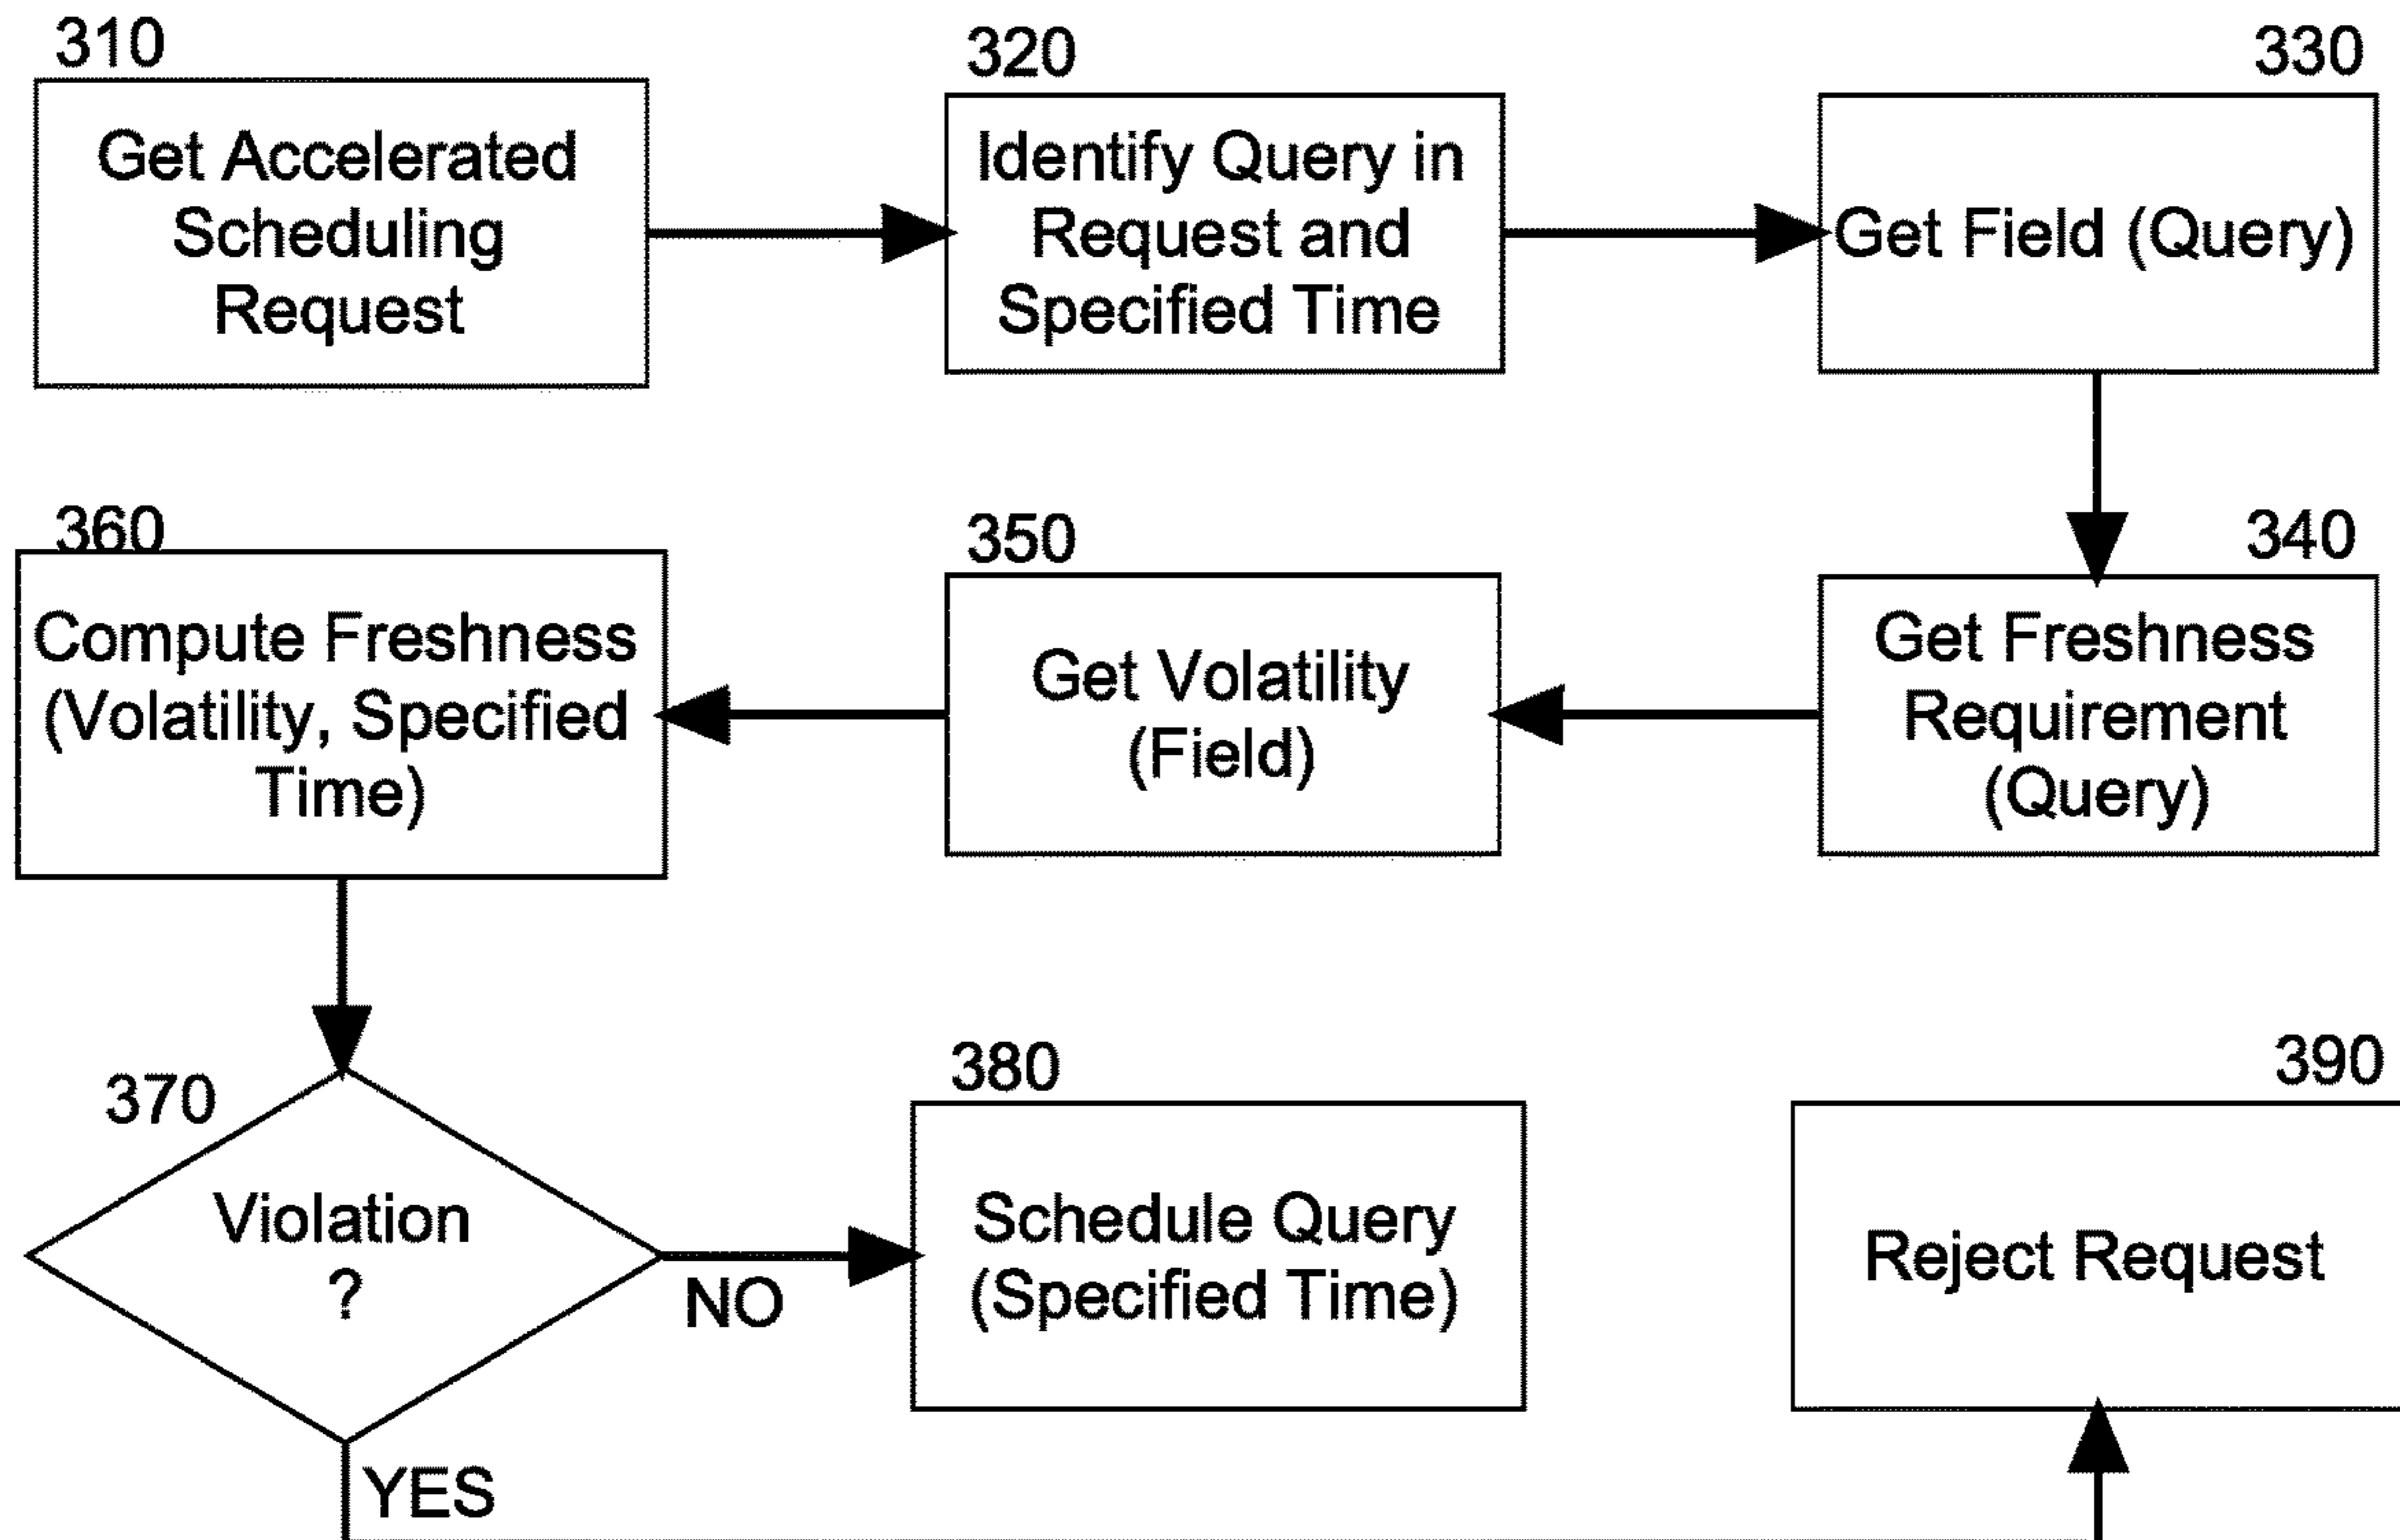 310
Get Accelerated
Scheduling
Request
320
Identify Query in
Request and
Specified Time
330
Get Field (Query)
340
Get Freshness
Requirement
(Query)
350
Get Volatility
(Field)
360
Compute Freshness
(Volatility, Specified
Time)
370
Violation
?
NO
YES
380
Schedule Query
(Specified Time)
390
Reject Request